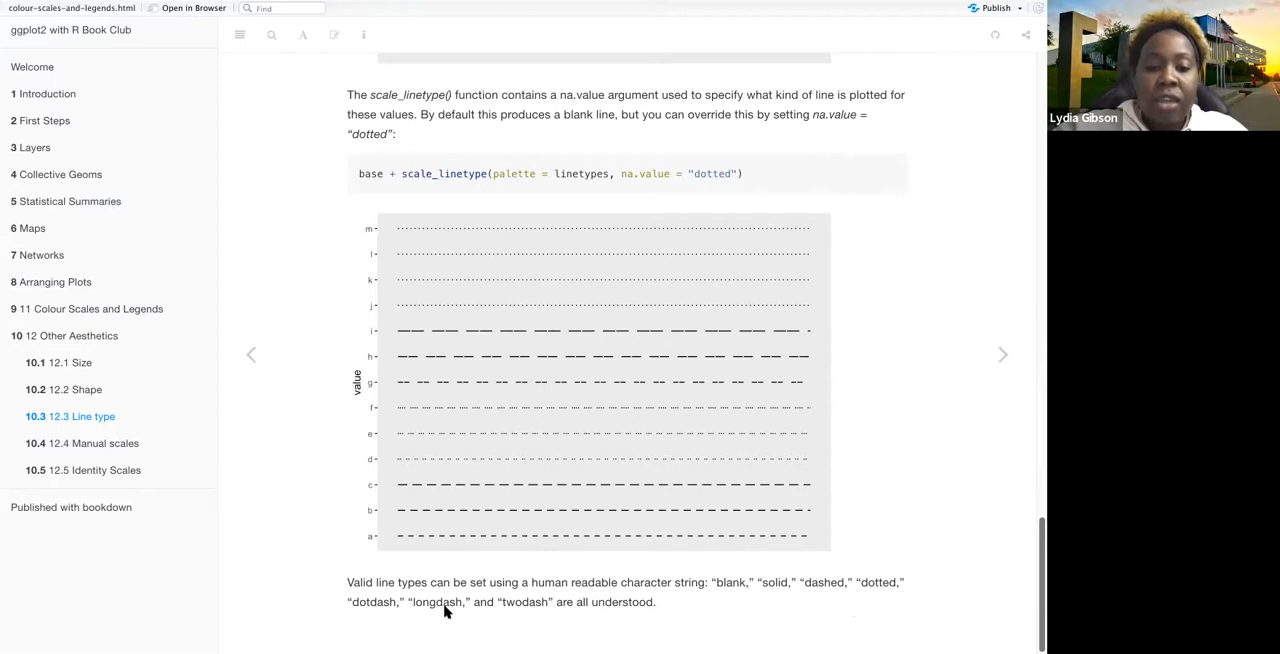 colour-scales-and-legends.html
Open in Browser
Find
Publish
ggplot2 with R Book Club
Welcome
1 Introduction
2 First Steps
3 Layers
4 Collective Geoms
5 Statistical Summaries
6 Maps
7 Networks
8 Arranging Plots
9 11 Colour Scales and Legends
10 12 Other Aesthetics
10.1 12.1 Size
10.2 12.2 Shape
10.3 12.3 Line type
10.4 12.4 Manual scales
10.5 12.5 Identity Scales
Published with bookdown
The scale_linetype() function contains a na.value argument used to specify what kind of line is plotted for
these values. By default this produces a blank line, but you can override this by setting na.value =
“dotted”:
base + scale_linetype(palette = linetypes, na.value = "dotted")
value
m
l
k
j
i
h
g
f
e
d
c
b
a
Valid line types can be set using a human readable character string: “blank,” “solid,” “dashed,” “dotted,”
“dotdash,” “longdash,” and “twodash” are all understood.
Lydia Gibson